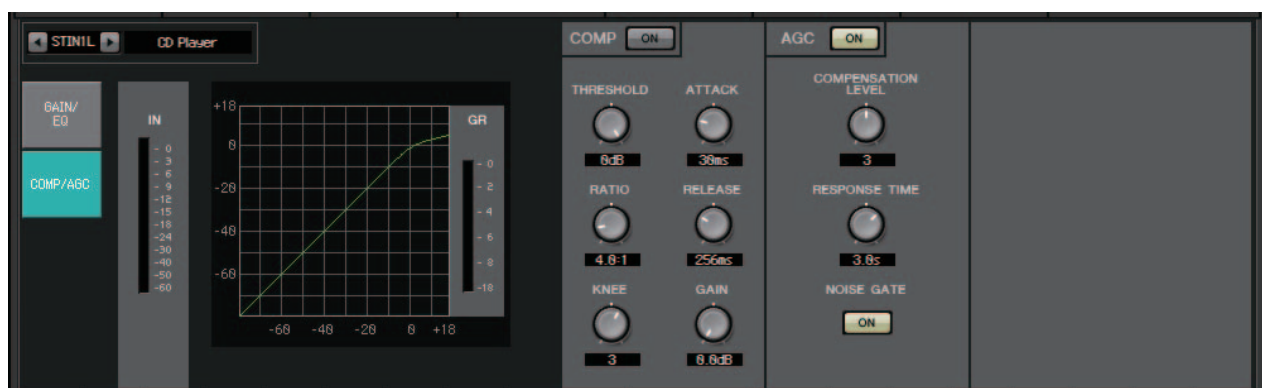 STIN1L CD Player
GAIN/
EQ
COMP/AGC
IN
- 0
- 3
- 6
- 9
-12
-15
-18
-24
-30
-40
-50
-60
+18
0
-20
-40
-60
-60 -40 -20 0 +18
GR
- 0
- 2
- 4
- 6
- 8
-18
COMP ON
THRESHOLD ATTACK
0dB 30ms
RATIO RELEASE
4.0:1 256ms
KNEE GAIN
3 0.0dB
AGC ON
COMPENSATION
LEVEL
3
RESPONSE TIME
3.0s
NOISE GATE
ON